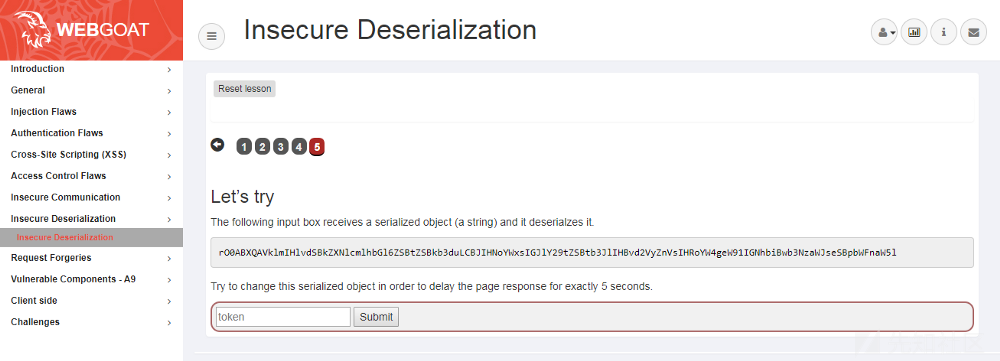 WEBGOAT
Insecure Deserialization
Introduction
General
Injection Flaws
Authentication Flaws
Cross-Site Scripting (XSS)
Access Control Flaws
Insecure Communication
Insecure Deserialization
Insecure Deserialization
Request Forgeries
Vulnerable Components - A9
Client side
Challenges
Reset lesson
1 2 3 4 5
Let's try
The following input box receives a serialized object (a string) and it deserialzes it.
rO0ABXQAVklmIHlvdSBkZXNlcmlhbGl6ZSBtZSBkb3duLCBJIHNoYWxsIGJlY29tZSBtb3JlIHBvd2VyZnVsIHRoYW4geW91IGNhbiBwb3NzaWJseSBpbWFnaW5l
Try to change this serialized object in order to delay the page response for exactly 5 seconds.
token Submit